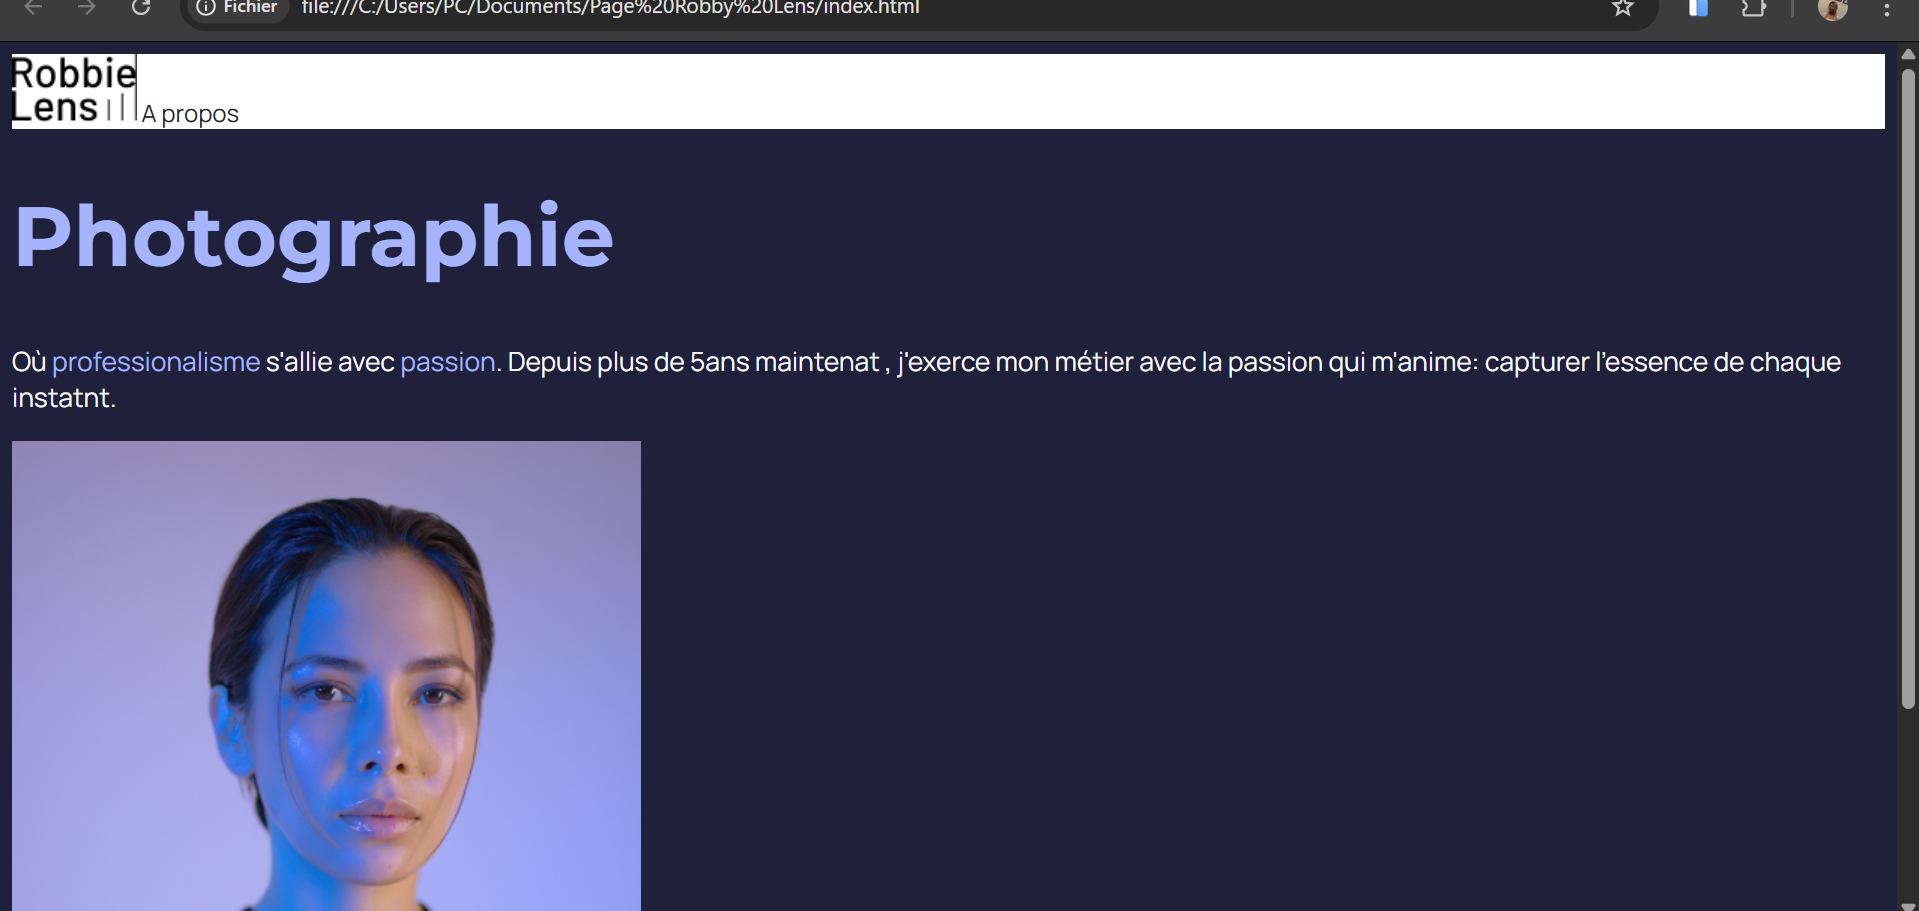 Fichier file:///C:/Users/PC/Documents/Page%20Robby%20Lens/index.html
Robbie
Lens
A propos
Photographie
Où professionalisme s'allie avec passion. Depuis plus de 5ans maintenat , j'exerce mon métier avec la passion qui m'anime: capturer l'essence de chaque
instatnt.